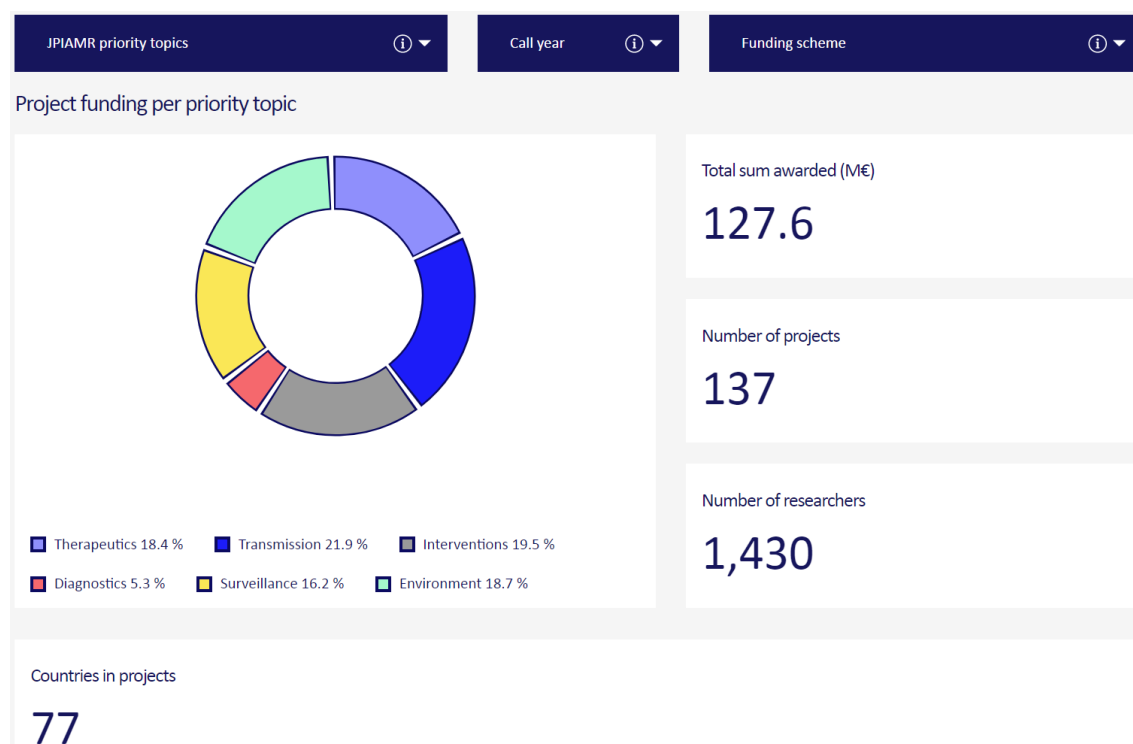 JPIAMR priority topics
Call year
Funding scheme
Project funding per priority topic
Total sum awarded (M€)
127.6
Number of projects
137
Number of researchers
1,430
Therapeutics 18.4 %
Transmission 21.9 %
Interventions 19.5 %
Diagnostics 5.3 %
Surveillance 16.2 %
Environment 18.7 %
Countries in projects
77